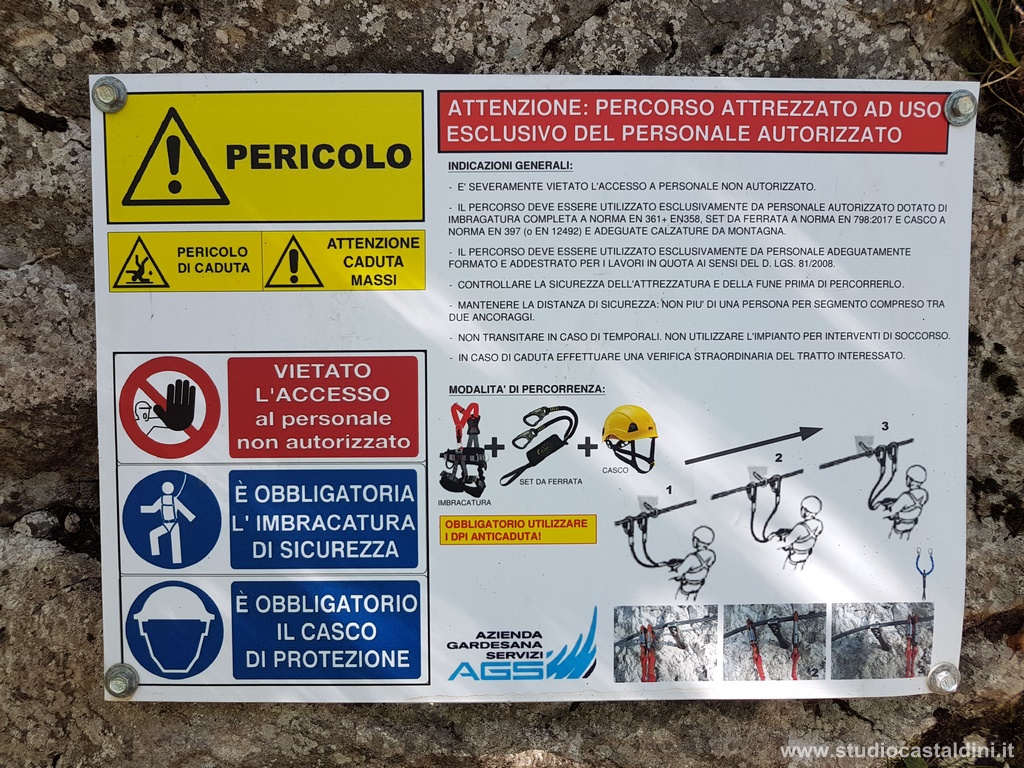 PERICOLO
PERICOLO
DI CADUTA
ATTENZIONE
CADUTA
MASSI
VIETATO
L'ACCESSO
al personale
non autorizzato
È OBBLIGATORIA
L' IMBRACATURA
DI SICUREZZA
È OBBLIGATORIO
IL CASCO
DI PROTEZIONE
ATTENZIONE: PERCORSO ATTREZZATO AD USO
ESCLUSIVO DEL PERSONALE AUTORIZZATO
INDICAZIONI GENERALI:
- E' SEVERAMENTE VIETATO L'ACCESSO A PERSONALE NON AUTORIZZATO.
- IL PERCORSO DEVE ESSERE UTILIZZATO ESCLUSIVAMENTE DA PERSONALE AUTORIZZATO DOTATO DI
IMBRAGATURA COMPLETA A NORMA EN 361+ EN358, SET DA FERRATA A NORMA EN 798:2017 E CASCO A
NORMA EN 397 (o EN 12492) E ADEGUATE CALZATURE DA MONTAGNA.
- IL PERCORSO DEVE ESSERE UTILIZZATO ESCLUSIVAMENTE DA PERSONALE ADEGUATAMENTE
FORMATO E ADDESTRATO PER I LAVORI IN QUOTA AI SENSI DEL D. LGS. 81/2008.
- CONTROLLARE LA SICUREZZA DELL'ATTREZZATURA E DELLA FUNE PRIMA DI PERCORRERLO.
- MANTENERE LA DISTANZA DI SICUREZZA: NON PIU' DI UNA PERSONA PER SEGMENTO COMPRESO TRA
DUE ANCORAGGI.
- NON TRANSITARE IN CASO DI TEMPORALI. NON UTILIZZARE L'IMPIANTO PER INTERVENTI DI SOCCORSO.
- IN CASO DI CADUTA EFFETTUARE UNA VERIFICA STRAORDINARIA DEL TRATTO INTERESSATO.
MODALITA' DI PERCORRENZA:
+ +
IMBRACATURA
SET DA FERRATA
CASCO
1
2
3
OBBLIGATORIO UTILIZZARE
I DPI ANTICADUTA!
AZIENDA
GARDESANA
SERVIZI
AGS
2
www.studiocastaldini.it